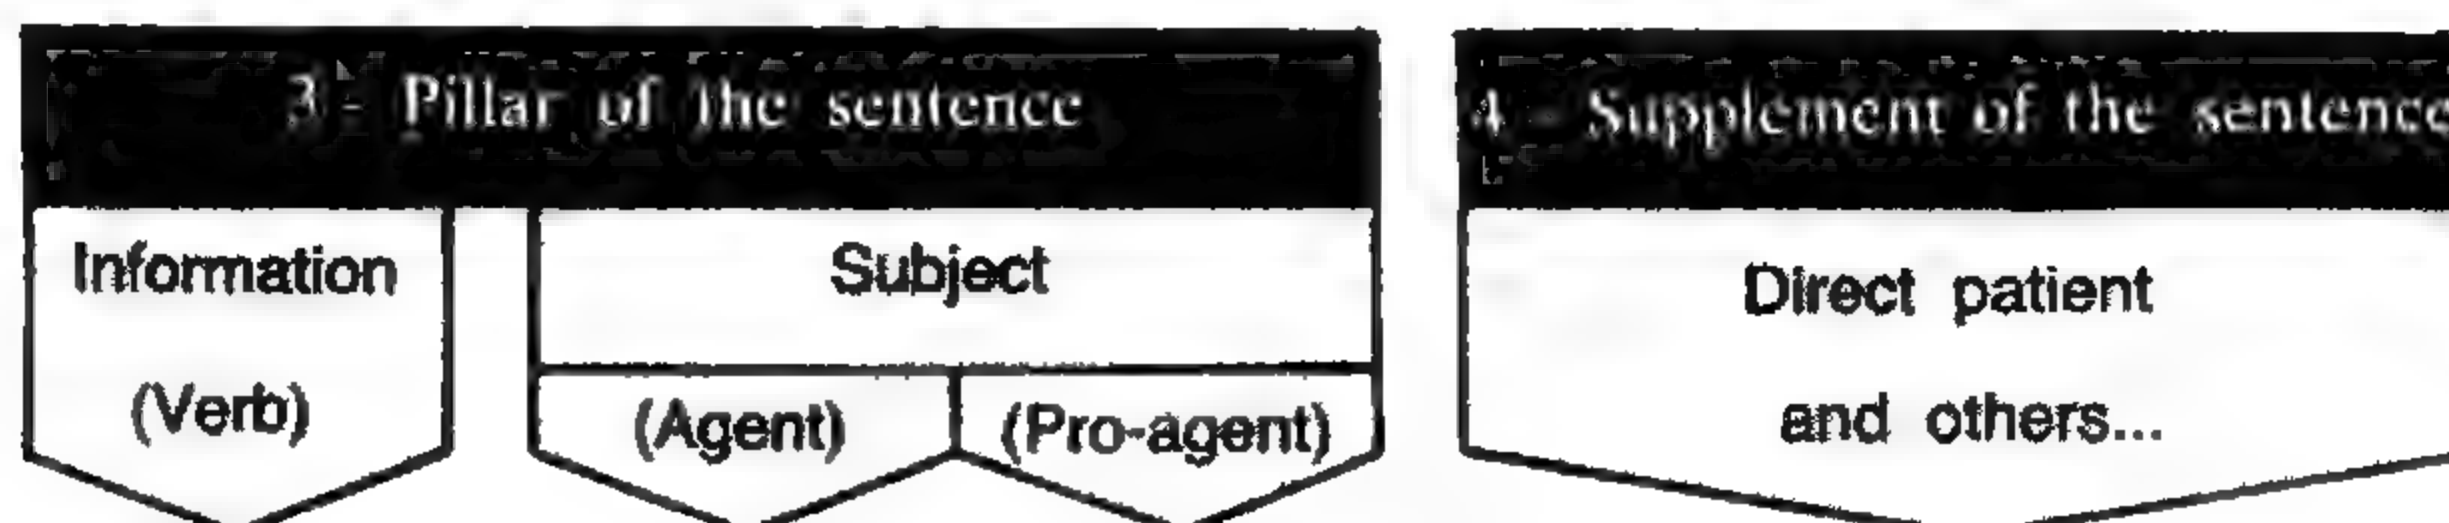 3 - Pillar of the sentence
Information
(Verb)
Subject
(Agent)
(Pro-agent)
4 - Supplement of the sentence
Direct patient
and others...